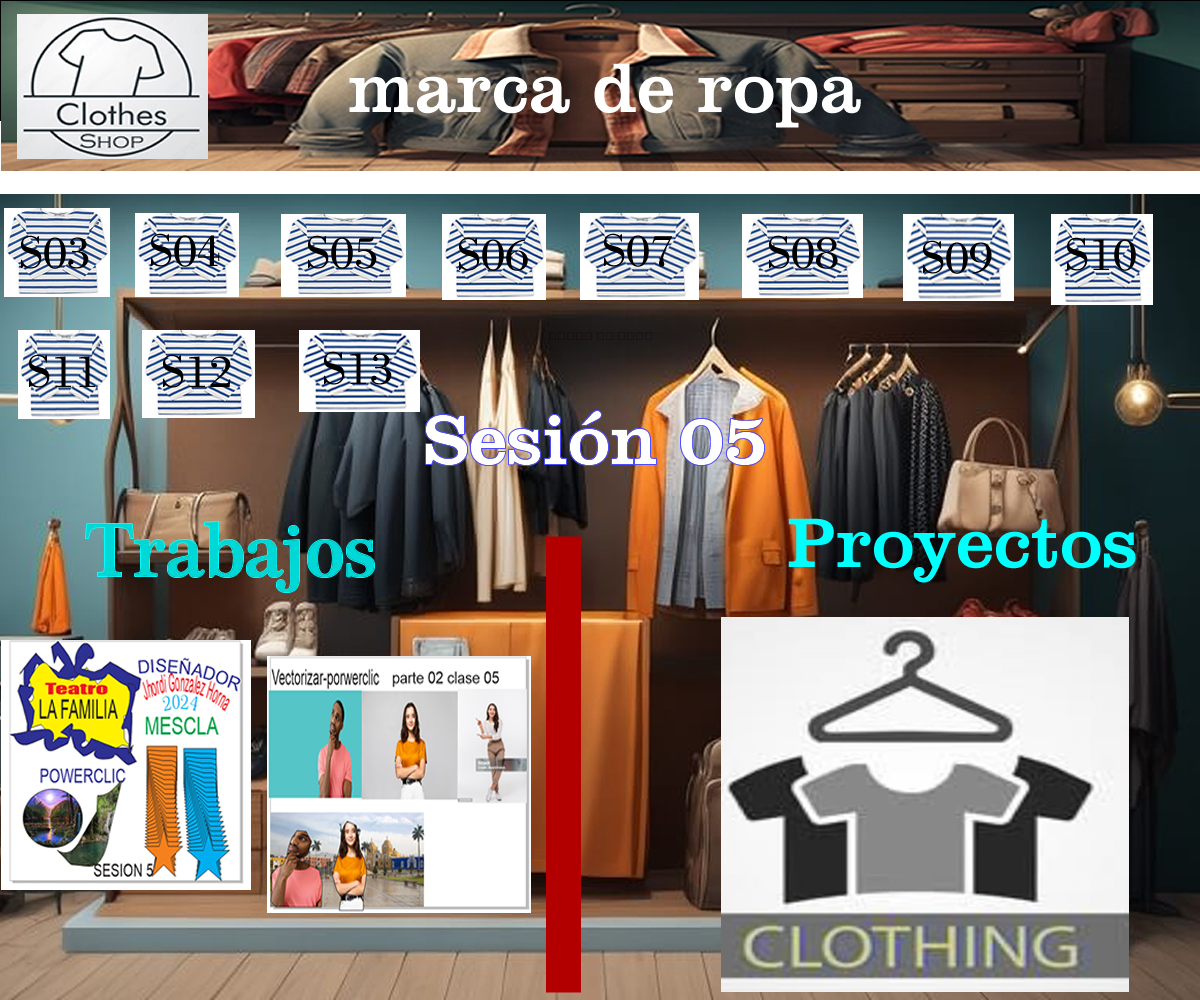 Clothes
SHOP
marca de ropa
S03 S04 S05 S06 S07 S08 S09 S10
S11 S12 S13
Sesión 05
Trabajos
Proyectos
Teatro
LA FAMILIA
DISEÑADOR
Jhordi Gonzalez Horna
2024
MESCLA
POWERCLIC
SESION 5
Vectorizar-porwerclic parte 02 clase 05
CLOTHING